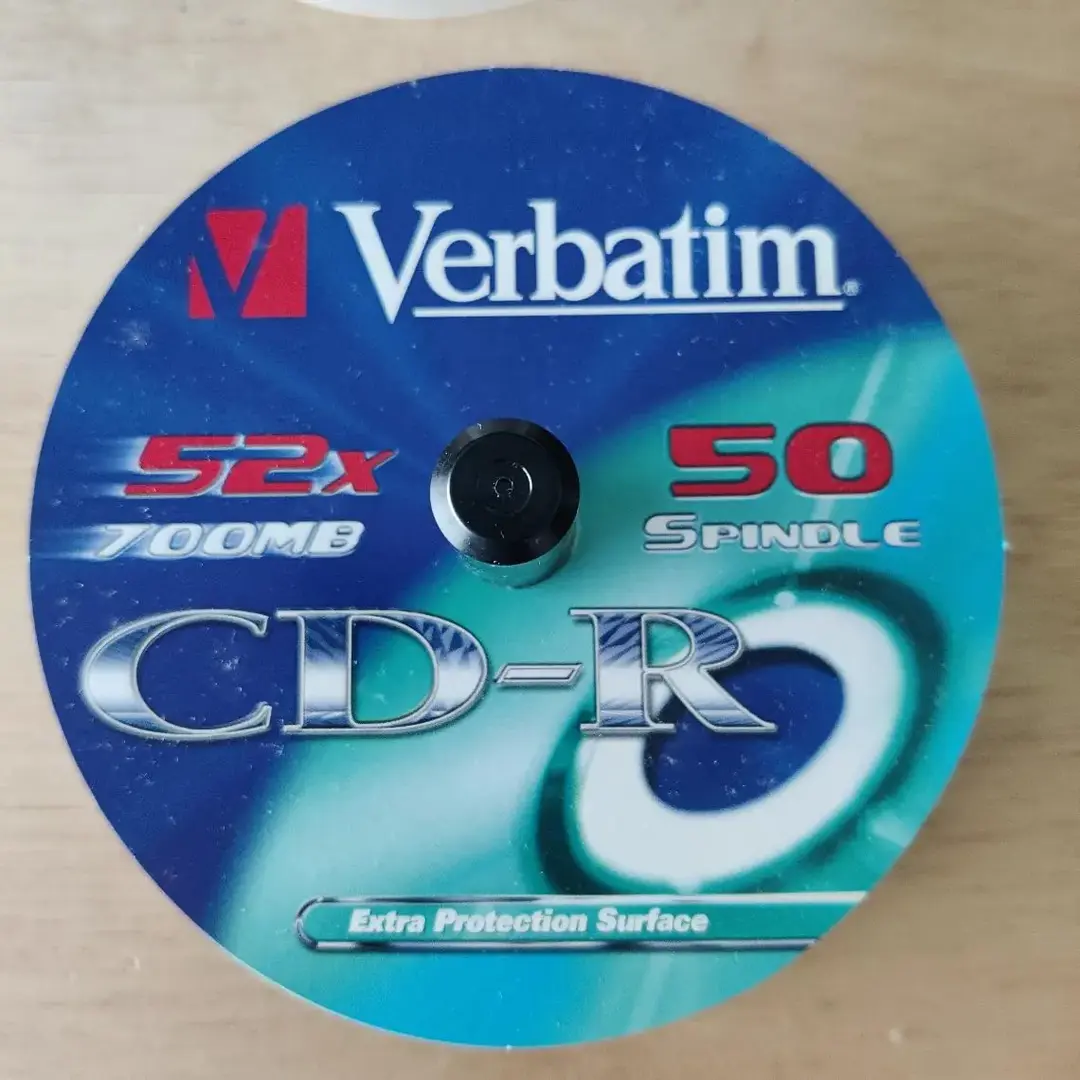 Verbatim®
52x
700MB
50
SPINDLE
CD-R
Extra Protection Surface